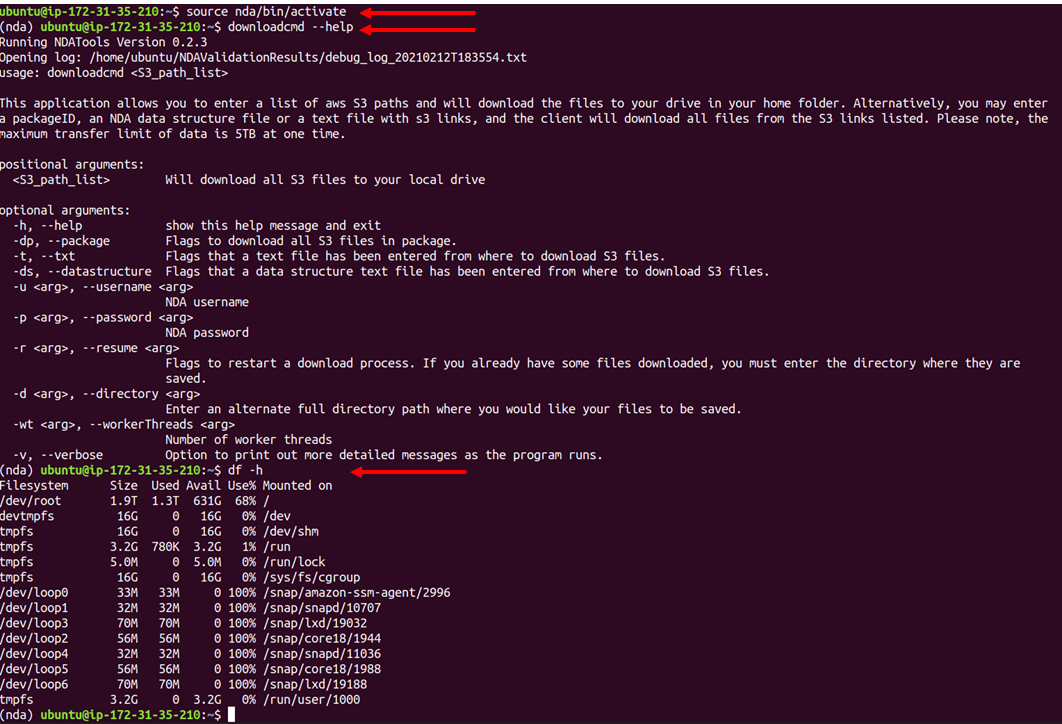 ubuntu@ip-172-31-35-210:~$ source nda/bin/activate
(nda) ubuntu@ip-172-31-35-210:~$ downloadcmd --help
Running NDATools Version 0.2.3
Opening log: /home/ubuntu/NDAValidationResults/debug_log_20210212T183554.txt
usage: downloadcmd <S3_path_list>
This application allows you to enter a list of aws S3 paths and will download the files to your drive in your home folder. Alternatively, you may enter
a packageID, an NDA data structure file or a text file with s3 links, and the client will download all files from the S3 links listed. Please note, the
maximum transfer limit of data is 5TB at one time.
positional arguments:
  <S3_path_list>        Will download all S3 files to your local drive
optional arguments:
  -h, --help            show this help message and exit
  -dp, --package        Flags to download all S3 files in package.
  -t, --txt             Flags that a text file has been entered from where to download S3 files.
  -ds, --datastructure  Flags that a data structure text file has been entered from where to download S3 files.
  -u <arg>, --username <arg>
                        NDA username
  -p <arg>, --password <arg>
                        NDA password
  -r <arg>, --resume <arg>
                        Flags to restart a download process. If you already have some files downloaded, you must enter the directory where they are
                        saved.
  -d <arg>, --directory <arg>
                        Enter an alternate full directory path where you would like your files to be saved.
  -wt <arg>, --workerThreads <arg>
                        Number of worker threads
  -v, --verbose         Option to print out more detailed messages as the program runs.
(nda) ubuntu@ip-172-31-35-210:~$ df -h
Filesystem      Size  Used Avail Use% Mounted on
/dev/root       1.9T  1.3T  631G  68% /
devtmpfs         16G     0   16G   0% /dev
tmpfs            16G     0   16G   0% /dev/shm
tmpfs           3.2G  780K  3.2G   1% /run
tmpfs           5.0M     0  5.0M   0% /run/lock
tmpfs            16G     0   16G   0% /sys/fs/cgroup
/dev/loop0       33M   33M     0 100% /snap/amazon-ssm-agent/2996
/dev/loop1       32M   32M     0 100% /snap/snapd/10707
/dev/loop3       70M   70M     0 100% /snap/lxd/19032
/dev/loop2       56M   56M     0 100% /snap/core18/1944
/dev/loop4       32M   32M     0 100% /snap/snapd/11036
/dev/loop5       56M   56M     0 100% /snap/core18/1988
/dev/loop6       70M   70M     0 100% /snap/lxd/19188
tmpfs           3.2G     0  3.2G   0% /run/user/1000
(nda) ubuntu@ip-172-31-35-210:~$